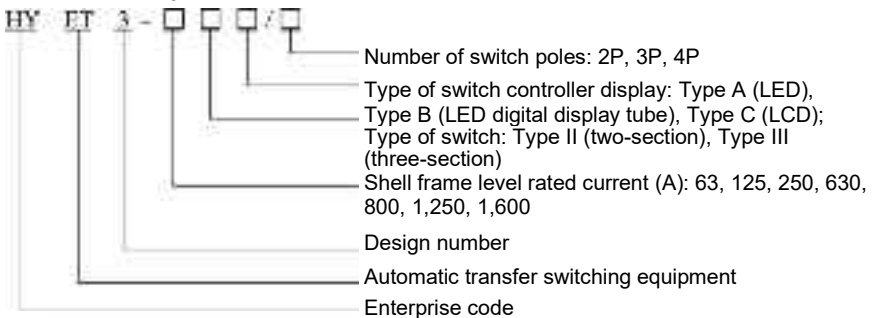 HY ET 3 - □ □ □ / □
Number of switch poles: 2P, 3P, 4P
Type of switch controller display: Type A (LED),
Type B (LED digital display tube), Type C (LCD);
Type of switch: Type II (two-section), Type III
(three-section)
Shell frame level rated current (A): 63, 125, 250, 630,
800, 1,250, 1,600
Design number
Automatic transfer switching equipment
Enterprise code